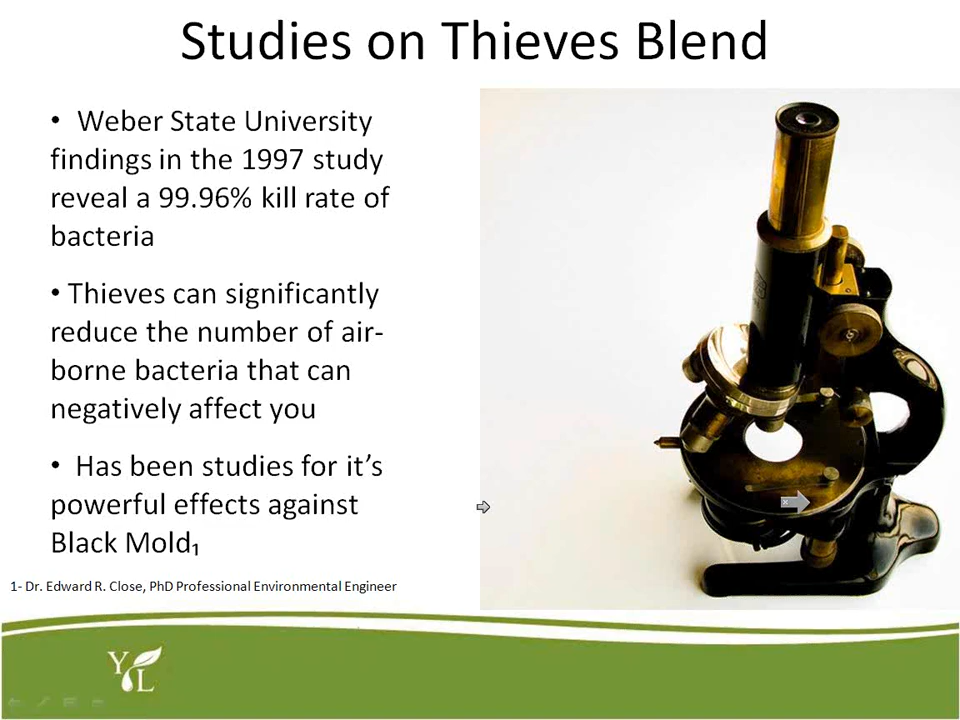 Studies on Thieves Blend
• Weber State University
findings in the 1997 study
reveal a 99.96% kill rate of
bacteria
• Thieves can significantly
reduce the number of air-
borne bacteria that can
negatively affect you
• Has been studies for it’s
powerful effects against
Black Mold₁
1- Dr. Edward R. Close, PhD Professional Environmental Engineer
Y L